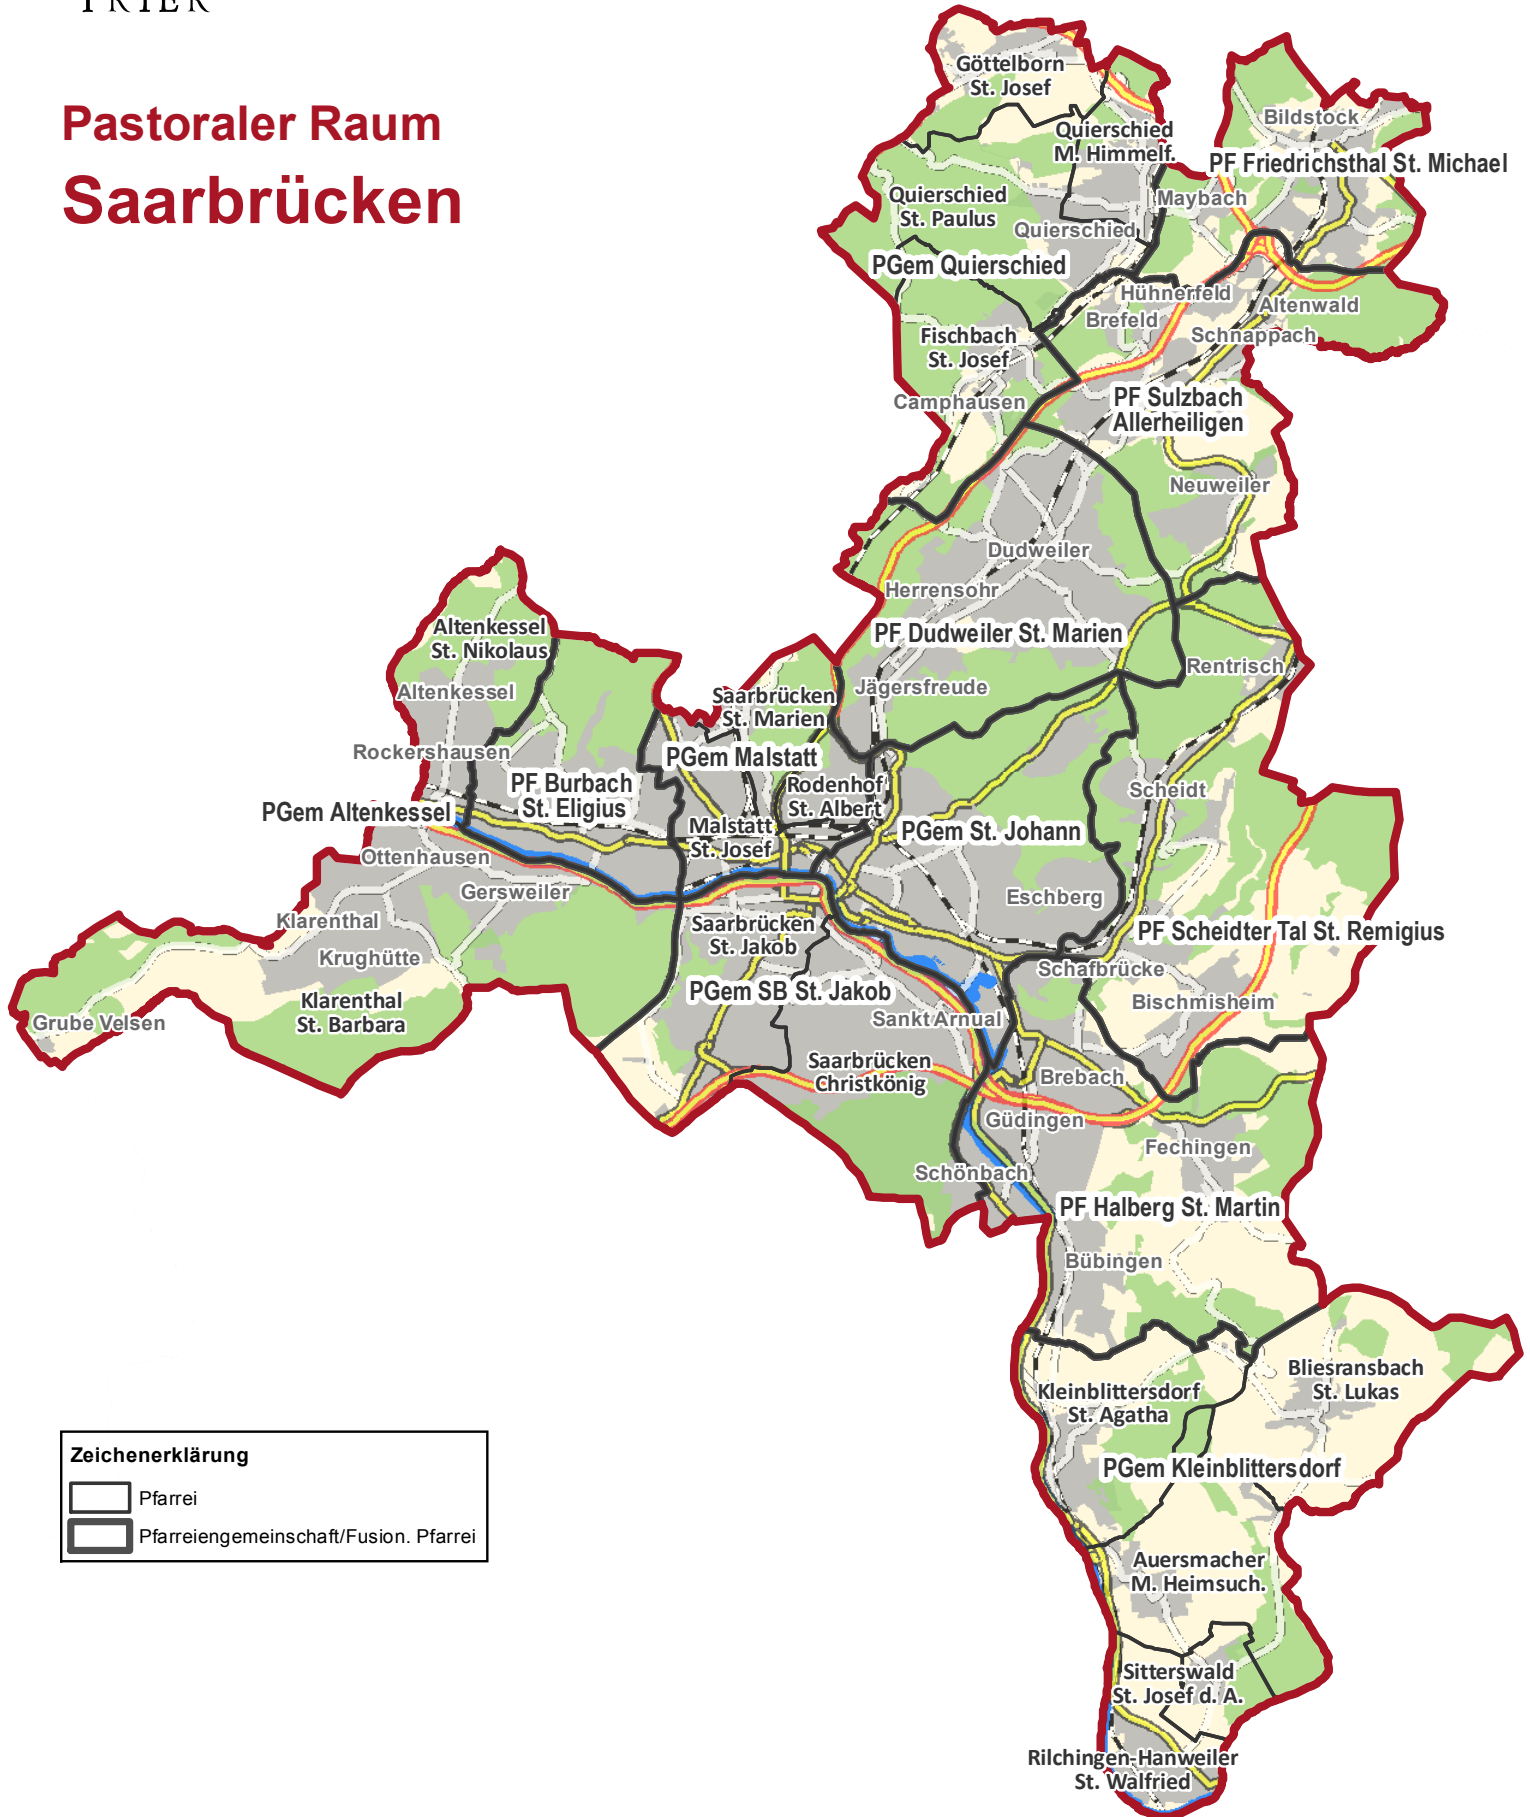 TRIER
Pastoraler Raum
Saarbrücken
Göttelborn
St. Josef
Bildstock
Quierschied
M. Himmelf.
PF Friedrichsthal St. Michael
Quierschied
St. Paulus
Maybach
Quierschied
PGem Quierschied
Hühnerfeld
Altenwald
Brefeld
Schnappach
Fischbach
St. Josef
Camphausen
PF Sulzbach
Allerheiligen
Neuweiler
Dudweiler
Herrensohr
PF Dudweiler St. Marien
Altenkessel
St. Nikolaus
Rentrisch
Altenkessel
Jägersfreude
Saarbrücken
St. Marien
Rockershausen
PGem Malstatt
PF Burbach
St. Eligius
Rodenhof
St. Albert
Scheidt
PGem Altenkessel
Malstatt
St. Josef
PGem St. Johann
Ottenhausen
Gersweiler
Eschberg
Klarenthal
Saarbrücken
St. Jakob
PF Scheidter Tal St. Remigius
Krughütte
Schafbrücke
PGem SB St. Jakob
Klarenthal
St. Barbara
Bischmisheim
Grube Velsen
Sankt Arnual
Saarbrücken
Christkönig
Brebach
Güdingen
Fechingen
Schönbach
PF Halberg St. Martin
Bübingen
Bliesransbach
St. Lukas
Kleinblittersdorf
St. Agatha
PGem Kleinblittersdorf
Auersmacher
M. Heimsuch.
Sitterswald
St. Josef d. A.
Rilchingen-Hanweiler
St. Walfried
Zeichenerklärung
Pfarrei
Pfarreiengemeinschaft/Fusion. Pfarrei